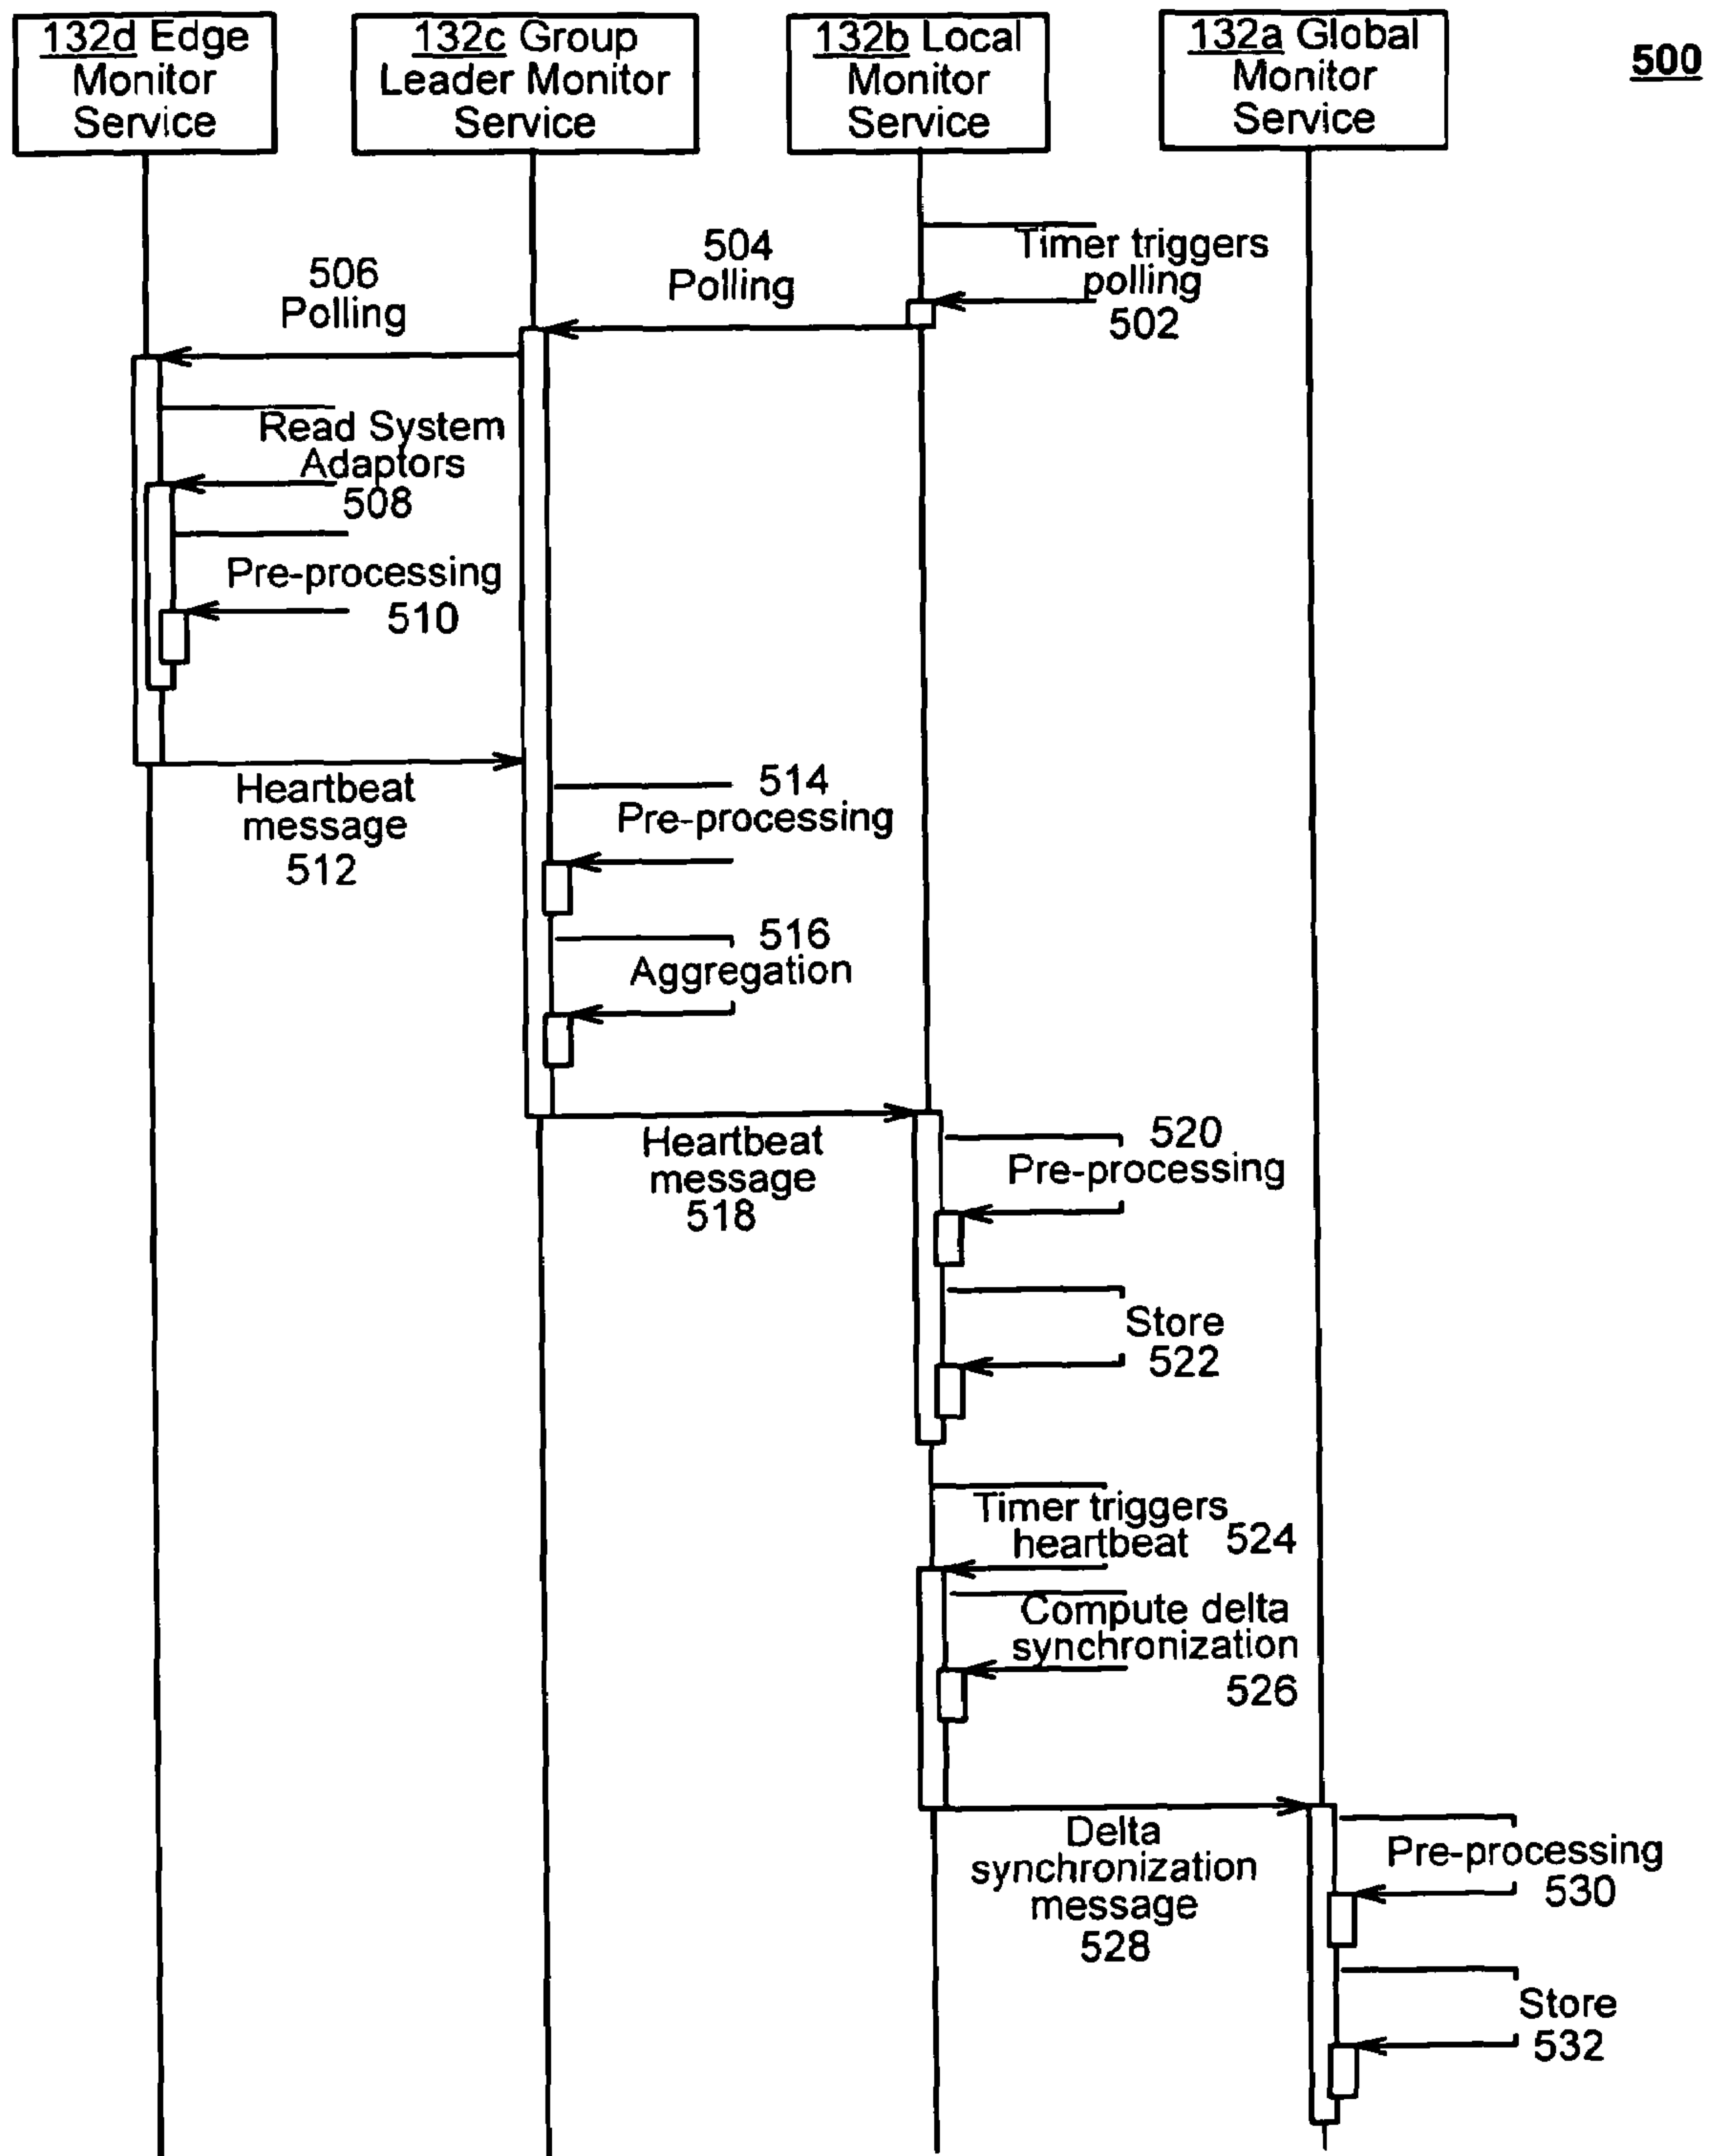 132d Edge
Monitor
Service
132c Group
Leader Monitor
Service
132b Local
Monitor
Service
132a Global
Monitor
Service
500
Timer triggers
polling
502
504
Polling
506
Polling
Read System
Adaptors
508
Pre-processing
510
Heartbeat
message
512
514
Pre-processing
516
Aggregation
Heartbeat
message
518
520
Pre-processing
Store
522
Timer triggers
heartbeat 524
Compute delta
synchronization
526
Delta
synchronization
message
528
Pre-processing
530
Store
532